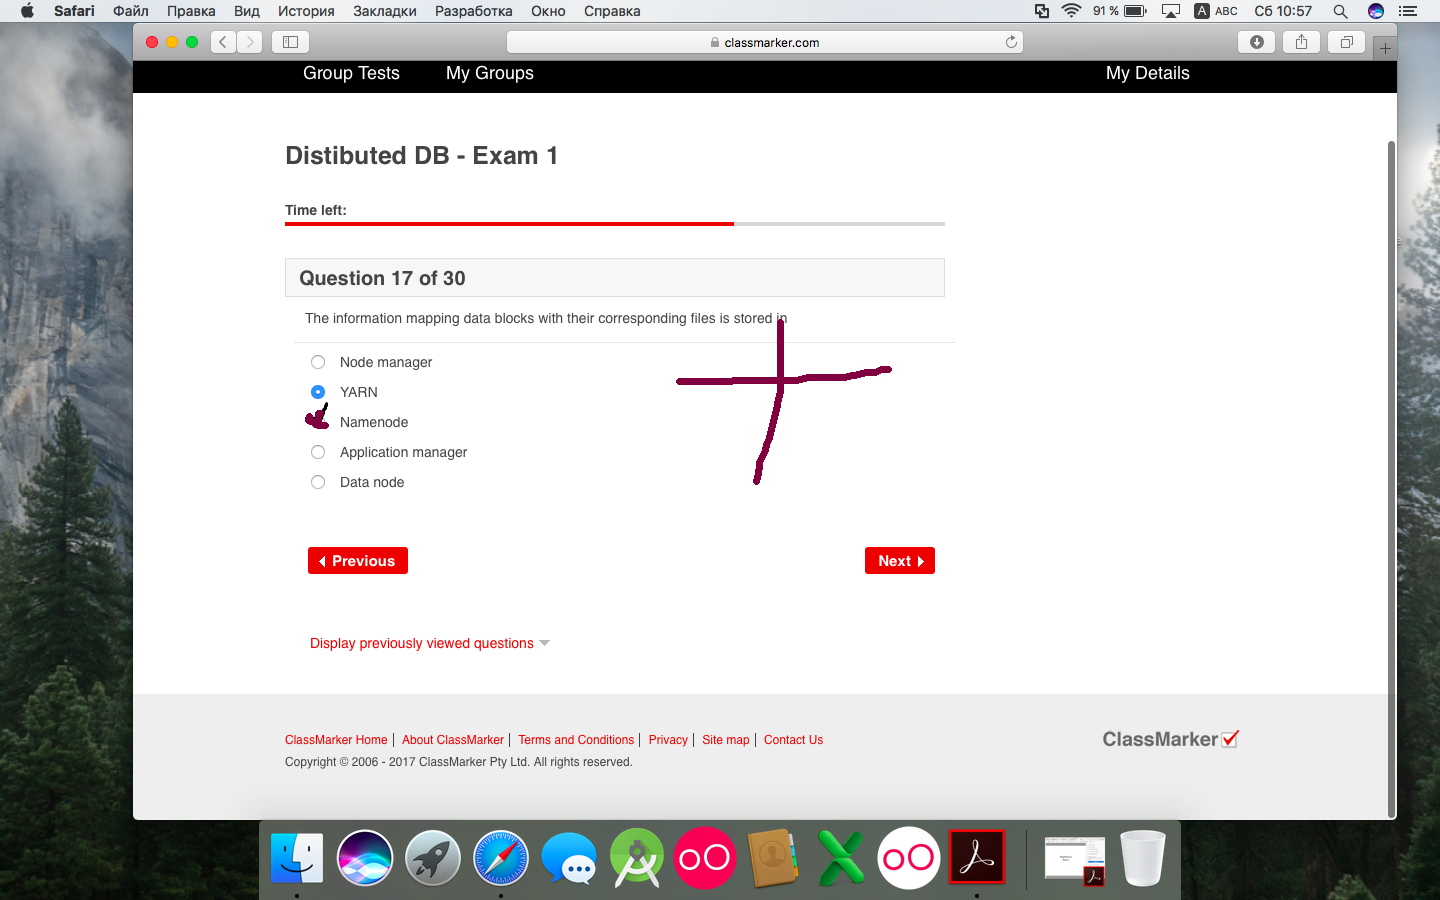 Safari Файл Правка Вид История Закладки Разработка Окно Справка 91 % A ABC Сб 10:57
classmarker.com
Group Tests My Groups My Details
Distibuted DB - Exam 1
Time left:
Question 17 of 30
The information mapping data blocks with their corresponding files is stored in
Node manager
YARN
Namenode
Application manager
Data node
Previous Next
Display previously viewed questions
ClassMarker Home | About ClassMarker | Terms and Conditions | Privacy | Site map | Contact Us
ClassMarker
Copyright © 2006 - 2017 ClassMarker Pty Ltd. All rights reserved.